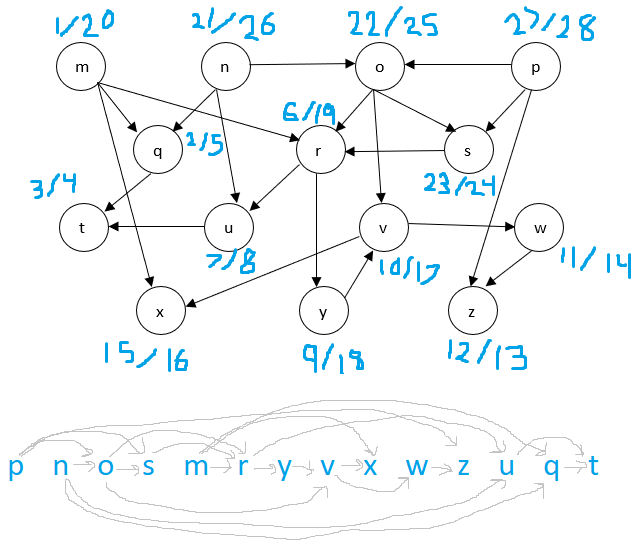 1/20 21/26 22/25 27/28
m n o p
6/19
q 2/5 r s
3/4 23/24
t u v w
7/8 10/17 11/14
x y z
15/16 9/18 12/13
p n o s m r y v x w z u q t